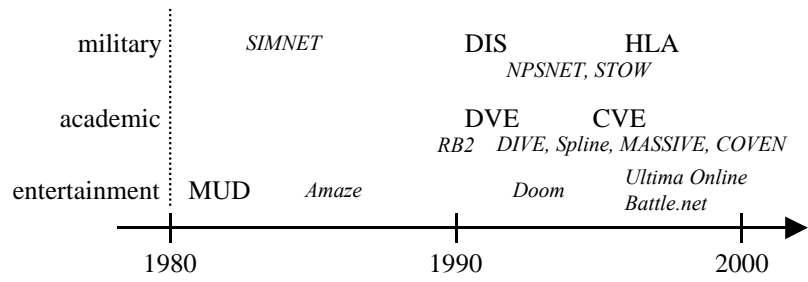 military SIMNET DIS HLA
NPSNET, STOW
academic DVE CVE
RB2 DIVE, Spline, MASSIVE, COVEN
entertainment MUD Amaze Doom Ultima Online
Battle.net
1980 1990 2000